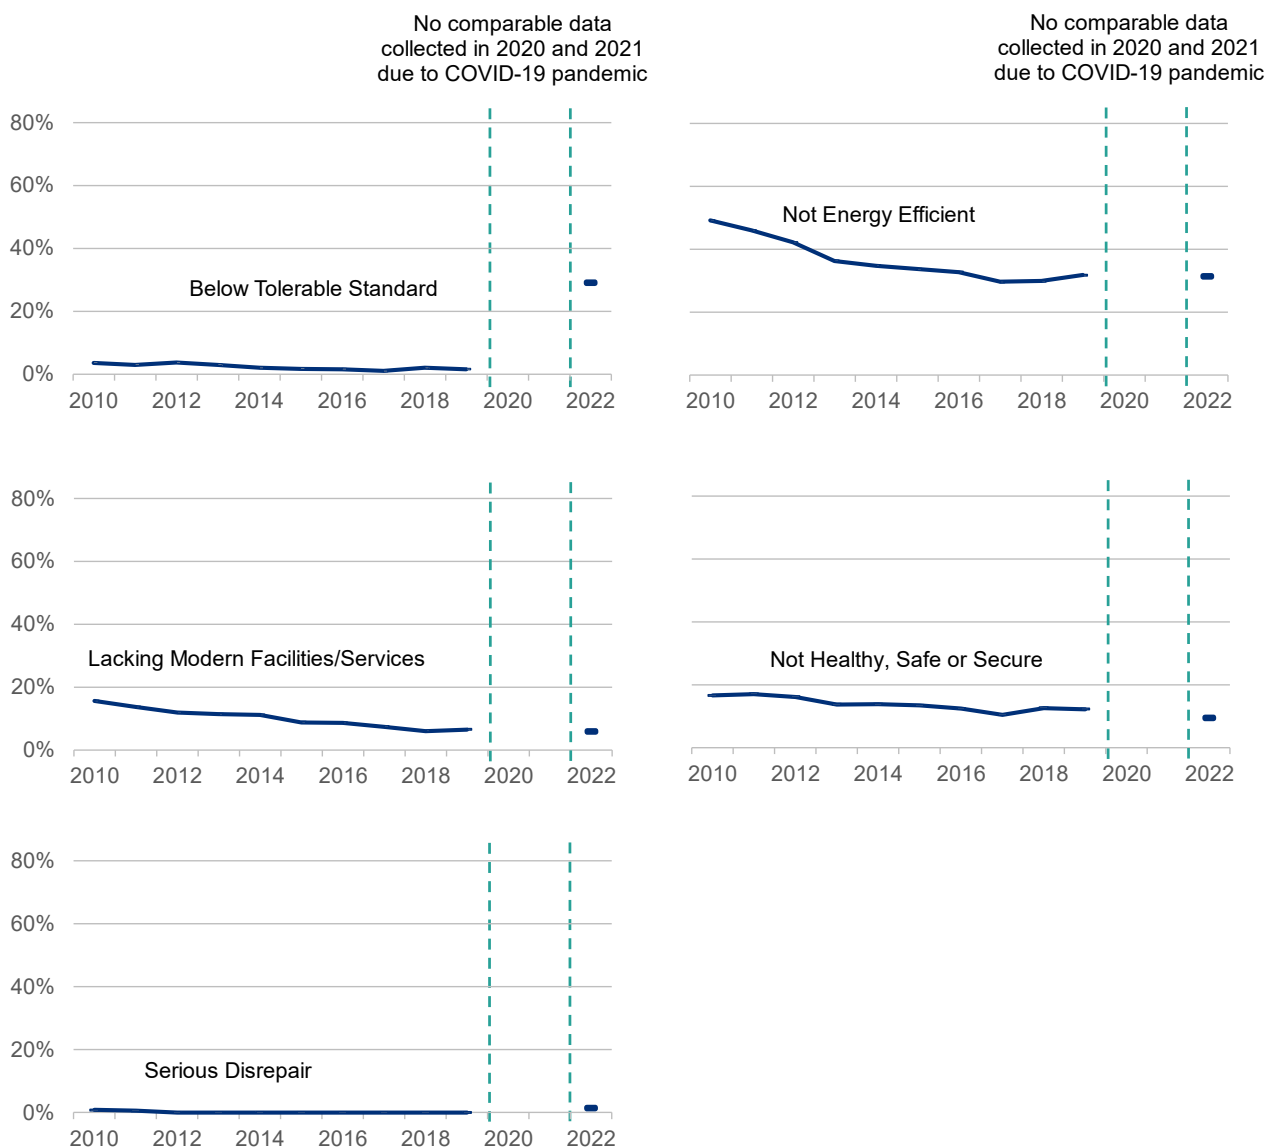 No comparable data
collected in 2020 and 2021
due to COVID-19 pandemic
No comparable data
collected in 2020 and 2021
due to COVID-19 pandemic
80%
60%
40%
20%
0%
Below Tolerable Standard
2010 2012 2014 2016 2018 2020 2022
Not Energy Efficient
2010 2012 2014 2016 2018 2020 2022
80%
60%
40%
20%
0%
Lacking Modern Facilities/Services
2010 2012 2014 2016 2018 2020 2022
Not Healthy, Safe or Secure
2010 2012 2014 2016 2018 2020 2022
80%
60%
40%
20%
0%
Serious Disrepair
2010 2012 2014 2016 2018 2020 2022